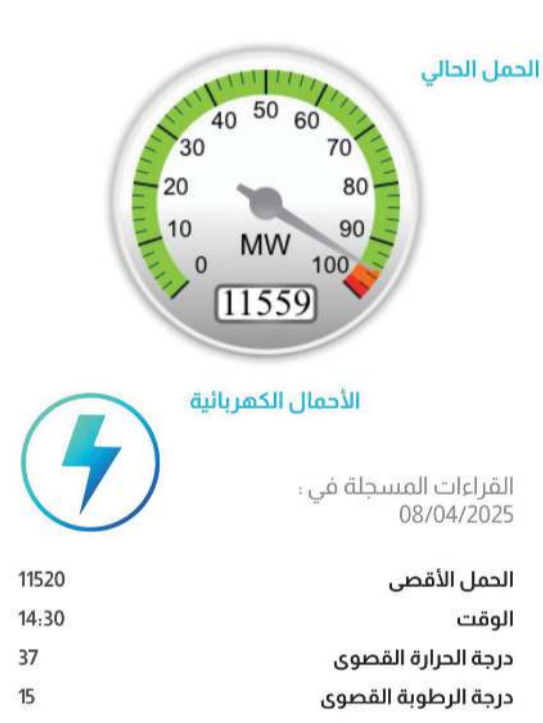 الحمل الحالي
50
40 60
30 70
20 80
10 90
MW
0 100
11559
الأحمال الكهربائية
القراءات المسجلة في :
08/04/2025
الحمل الأقصى 11520
الوقت 14:30
درجة الحرارة القصوى 37
درجة الرطوبة القصوى 15